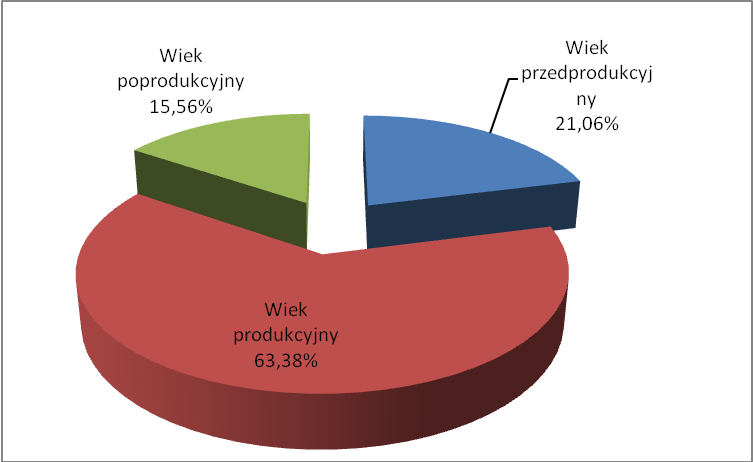 Wiek
poprodukcyjny
15,56%
Wiek
przedprodukcyj
ny
21,06%
Wiek
produkcyjny
63,38%